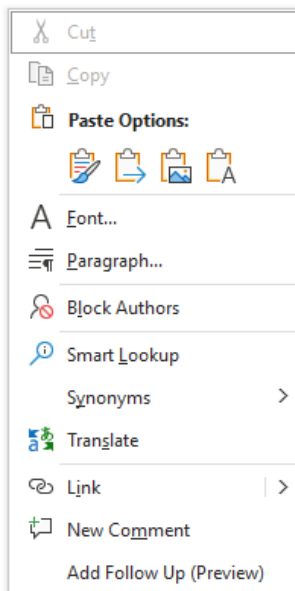 Cut
Copy
Paste Options:
Font...
Paragraph...
Block Authors
Smart Lookup
Synonyms
Translate
Link
New Comment
Add Follow Up (Preview)